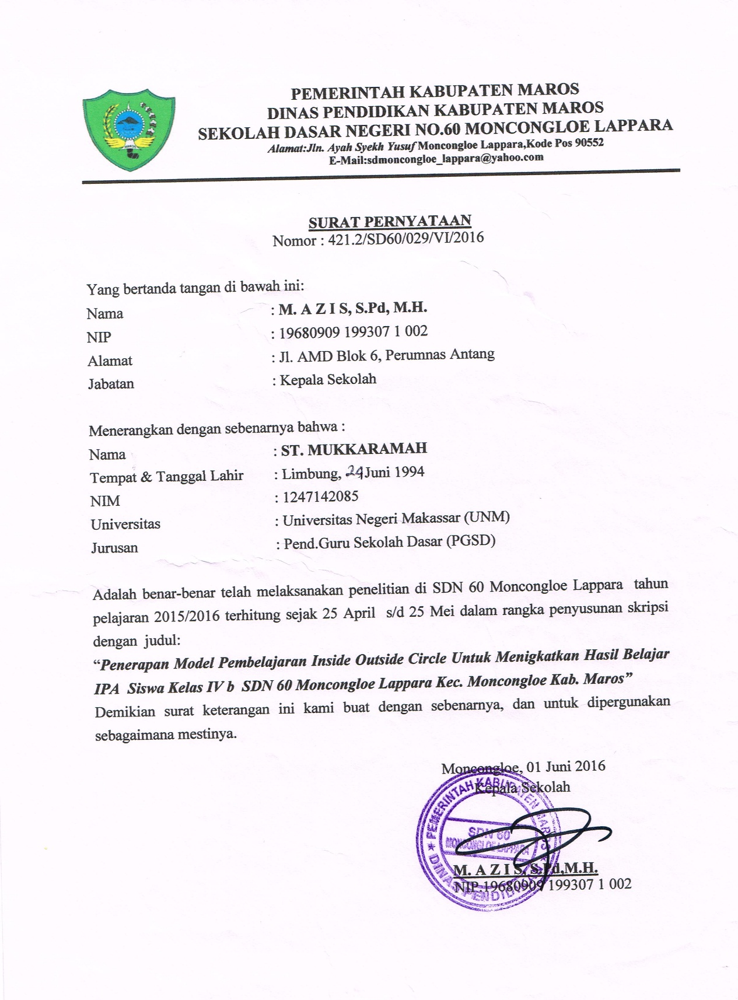 PEMERINTAH KABUPATEN MAROS
DINAS PENDIDIKAN KABUPATEN MAROS
SEKOLAH DASAR NEGERI NO.60 MONCONGLOE LAPPARA
Alamat:Jln. Ayah Syekh Yusuf Moncongloe Lappara,Kode Pos 90552
E-Mail:sdmoncongloe_lappara@yahoo.com
MAROS
SURAT PERNYATAAN
Nomor : 421.2/SD60/029/VI/2016
Yang bertanda tangan di bawah ini:
Nama : M. A Z I S, S.Pd, M.H.
NIP : 19680909 199307 1 002
Alamat : Jl. AMD Blok 6, Perumnas Antang
Jabatan : Kepala Sekolah
Menerangkan dengan sebenarnya bahwa :
Nama : ST. MUKKARAMAH
Tempat & Tanggal Lahir : Limbung, Juni 1994
NIM : 1247142085
Universitas : Universitas Negeri Makassar (UNM)
Jurusan : Pend.Guru Sekolah Dasar (PGSD)
Adalah benar-benar telah melaksanakan penelitian di SDN 60 Moncongloe Lappara tahun
pelajaran 2015/2016 terhitung sejak 25 April s/d 25 Mei dalam rangka penyusunan skripsi
dengan judul:
“Penerapan Model Pembelajaran Inside Outside Circle Untuk Menigkatkan Hasil Belajar
IPA Siswa Kelas IV b SDN 60 Moncongloe Lappara Kec. Moncongloe Kab. Maros”
Demikian surat keterangan ini kami buat dengan sebenarnya, dan untuk dipergunakan
sebagaimana mestinya.
Moncongloe, 01 Juni 2016
Kepala Sekolah
PEMERINTAH KABUPATEN MAROS
SDN 60
MONCONGLOE LAPPARA
DINAS PENDIDIKAN
M. A Z I S, S.Pd,M.H.
NIP.19680909 199307 1 002